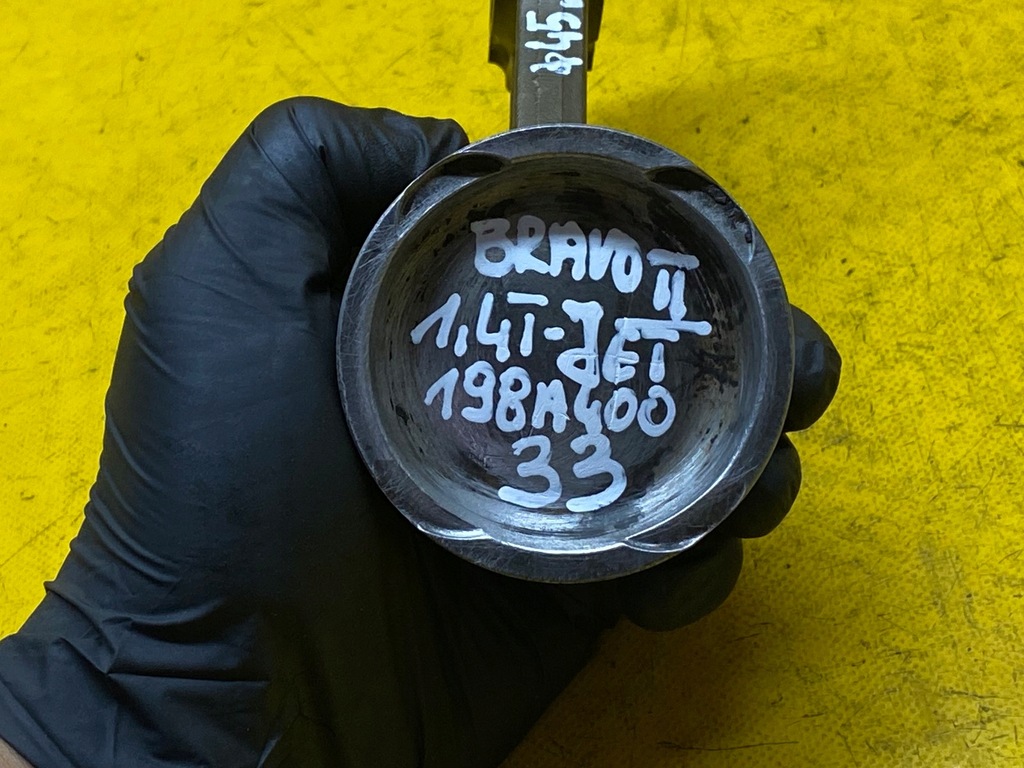 BRAVO II
1,4T-JET
198A400
33